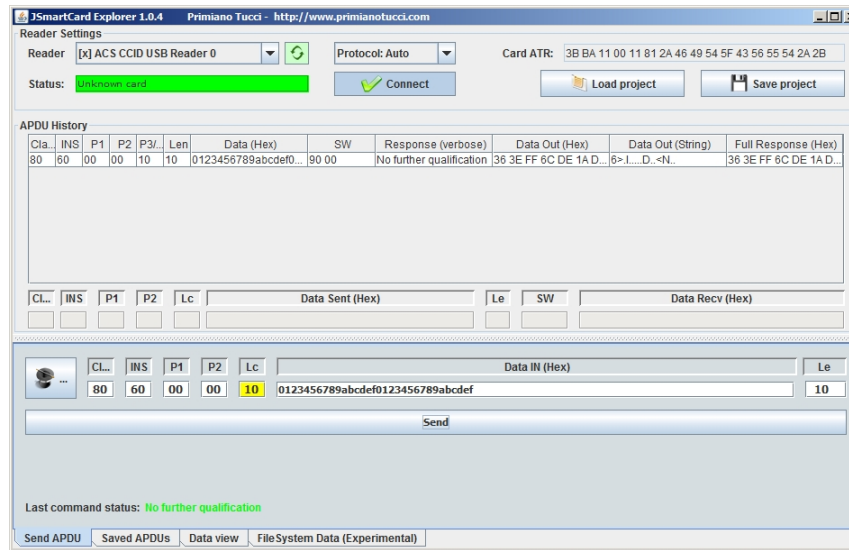 JSmartCard Explorer 1.0.4 Primiano Tucci - http://www.primianotucci.com
Reader Settings
Reader [x] ACS CCID USB Reader 0 Protocol: Auto Card ATR: 3B BA 11 00 11 81 2A 46 49 54 5F 43 56 55 54 2A 2B
Status: Unknown card Connect Load project Save project
APDU History
Cla... INS P1 P2 P3/... Len Data (Hex) SW Response (verbose) Data Out (Hex) Data Out (String) Full Response (Hex)
80 60 00 00 10 10 0123456789abcdef0... 90 00 No further qualification 36 3E FF 6C DE 1A D... 6>.l.....D..<N.. 36 3E FF 6C DE 1A D...
Cl... INS P1 P2 Lc Data Sent (Hex) Le SW Data Recv (Hex)
... Cl... INS P1 P2 Lc Data IN (Hex) Le
80 60 00 00 10 0123456789abcdef0123456789abcdef 10
Send
Last command status: No further qualification
Send APDU Saved APDUs Data view FileSystem Data (Experimental)